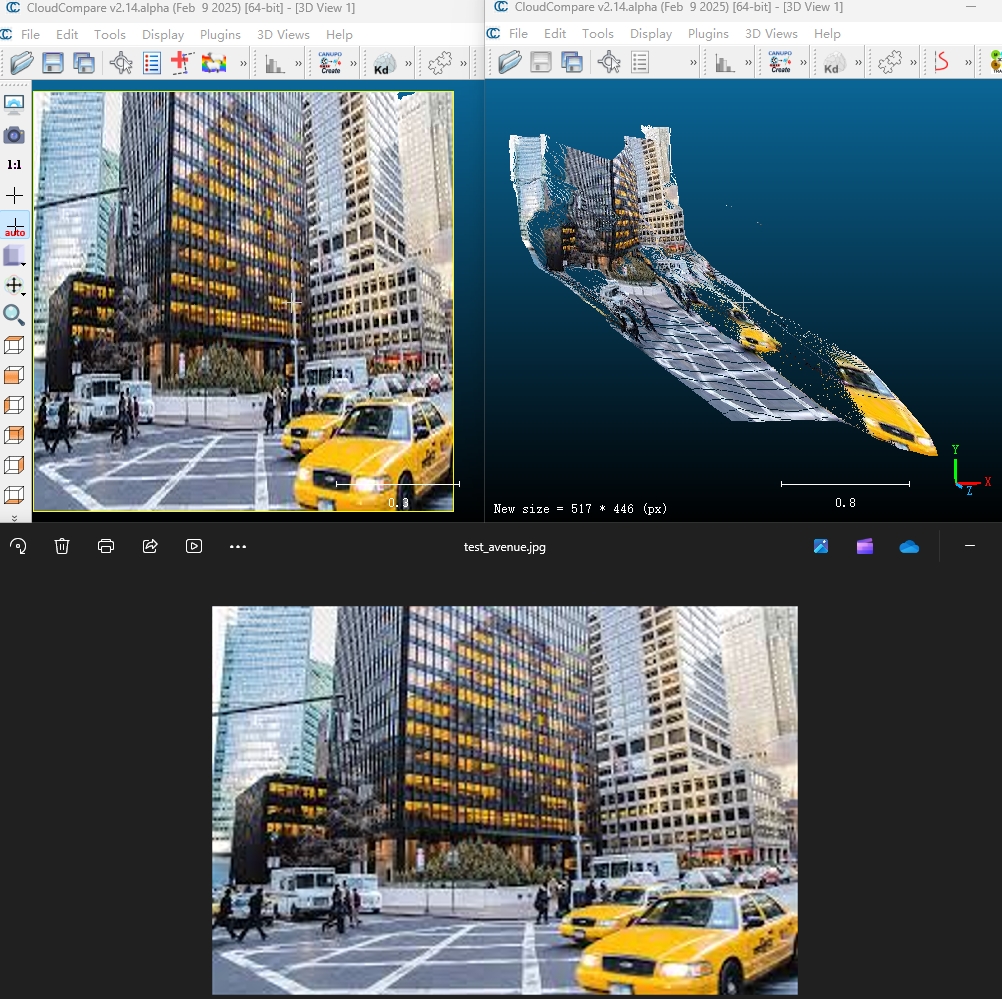 CloudCompare v2.14.alpha (Feb 9 2025) [64-bit] - [3D View 1]
File Edit Tools Display Plugins 3D Views Help
CANUPO
Create
Kd
»
1:1
auto
0.8
CloudCompare v2.14.alpha (Feb 9 2025) [64-bit] - [3D View 1]
File Edit Tools Display Plugins 3D Views Help
CANUPO
Create
Kd
»
Y
X
Z
New size = 517 * 446 (px)
0.8
test_avenue.jpg